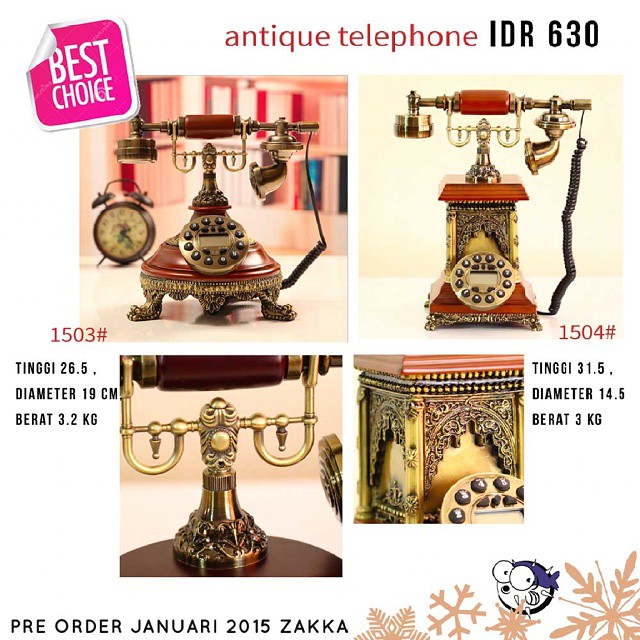 BEST
CHOICE
antique telephone IDR 630
1503#
1504#
TINGGI 26.5 ,
DIAMETER 19 CM
BERAT 3.2 KG
TINGGI 31.5 ,
DIAMETER 14.5
BERAT 3 KG
PRE ORDER JANUARI 2015 ZAKKA